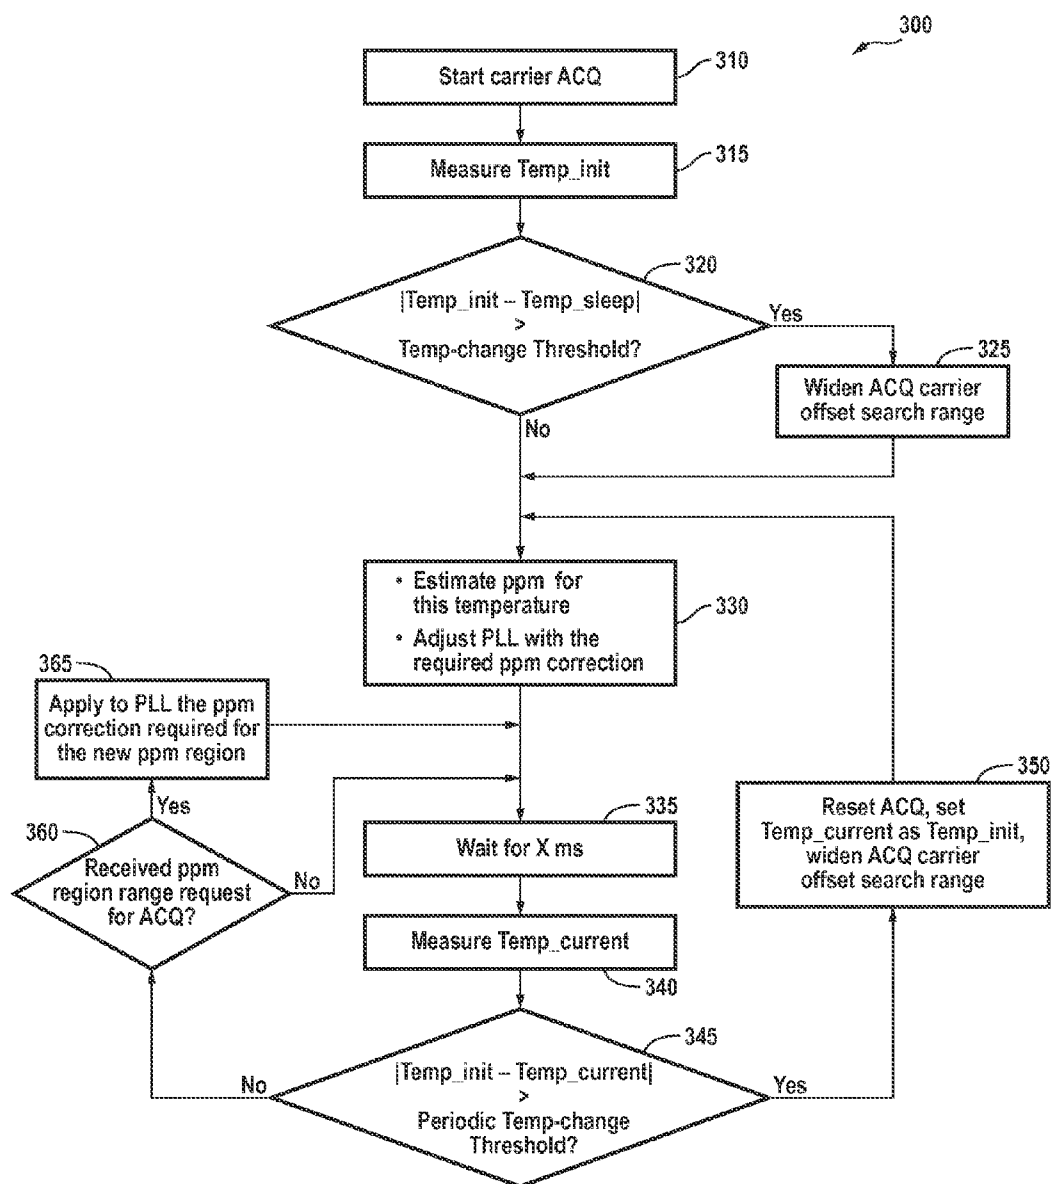 300
Start carrier ACQ
310
Measure Temp_init
315
320
|Temp_init – Temp_sleep|
>
Temp-change Threshold?
Yes
No
325
Widen ACQ carrier
offset search range
• Estimate ppm for
this temperature
• Adjust PLL with the
required ppm correction
330
365
Apply to PLL the ppm
correction required for
the new ppm region
Yes
360
Received ppm
region range request
for ACQ?
No
335
Wait for X ms
Measure Temp_current
340
350
Reset ACQ, set
Temp_current as Temp_init,
widen ACQ carrier
offset search range
345
|Temp_init – Temp_current|
>
Periodic Temp-change
Threshold?
No
Yes